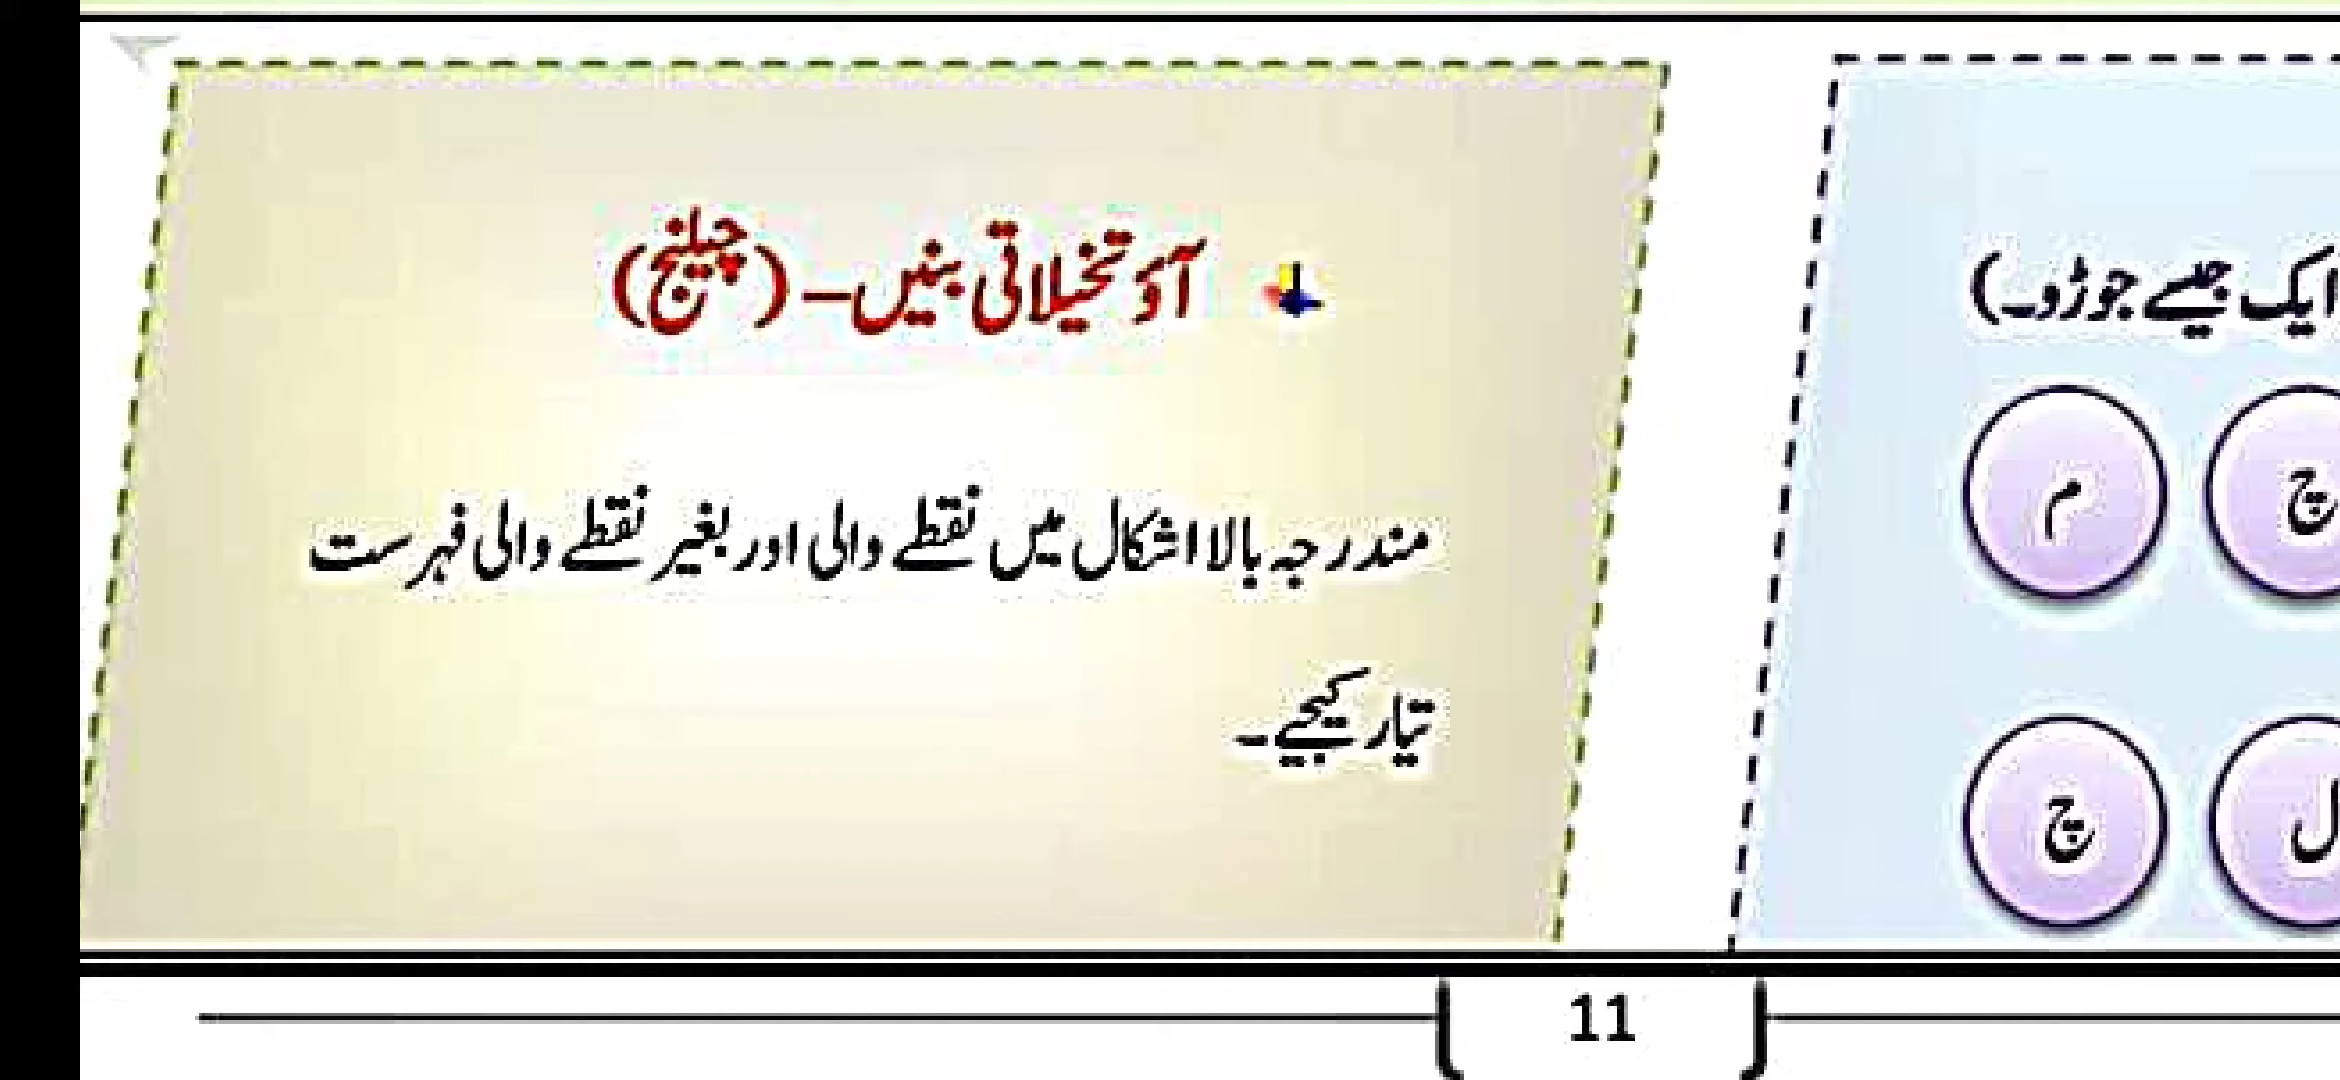 ایک جیسے جوڑو۔)
چ م
ل چ
آؤ تخیلاتی بنیں– (چیلنج)
مندرجہ بالا اشکال میں نقطے والی اور بغیر نقطے والی فہرست
تیار کیجیے۔
11